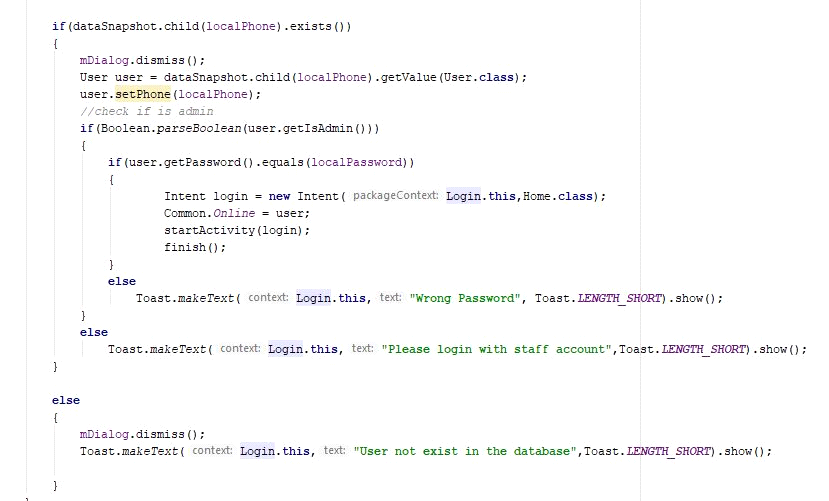 if(dataSnapshot.child(localPhone).exists())
{
mDialog.dismiss();
User user = dataSnapshot.child(localPhone).getValue(User.class);
user.setPhone(localPhone);
//check if is admin
if(Boolean.parseBoolean(user.getIsAdmin()))
{
if(user.getPassword().equals(localPassword))
{
Intent login = new Intent( packageContext: Login.this,Home.class);
Common.Online = user;
startActivity(login);
finish();
}
else
Toast.makeText( context: Login.this, text: "Wrong Password", Toast.LENGTH_SHORT).show();
}
else
Toast.makeText( context: Login.this, text: "Please login with staff account",Toast.LENGTH_SHORT).show();
}
else
{
mDialog.dismiss();
Toast.makeText( context: Login.this, text: "User not exist in the database",Toast.LENGTH_SHORT).show();
}